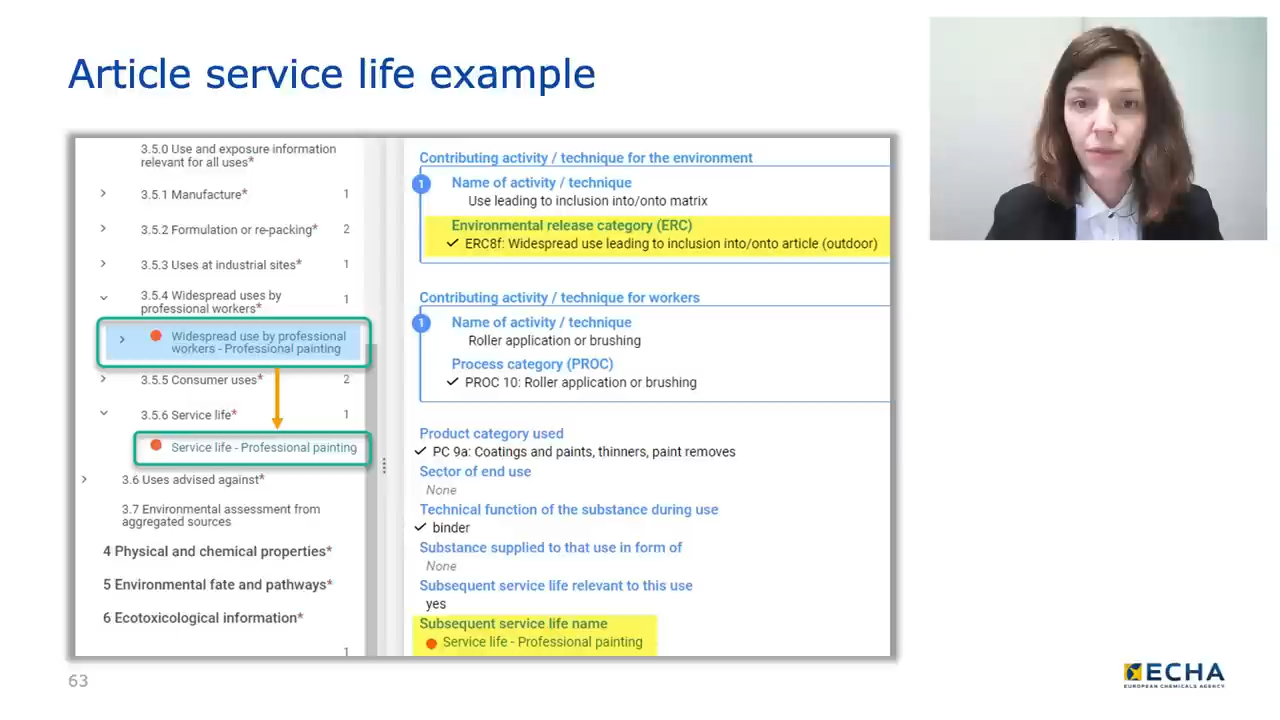 Article service life example
3.5.0 Use and exposure information
relevant for all uses*
3.5.1 Manufacture* 1
3.5.2 Formulation or re-packing* 2
3.5.3 Uses at industrial sites* 1
3.5.4 Widespread uses by 1
professional workers*
Widespread use by professional
workers - Professional painting
3.5.5 Consumer uses* 2
3.5.6 Service life* 1
Service life - Professional painting
3.6 Uses advised against*
3.7 Environmental assessment from
aggregated sources
4 Physical and chemical properties*
5 Environmental fate and pathways*
6 Ecotoxicological information*
1
Contributing activity / technique for the environment
1 Name of activity / technique
Use leading to inclusion into/onto matrix
Environmental release category (ERC)
ERC8f: Widespread use leading to inclusion into/onto article (outdoor)
Contributing activity / technique for workers
1 Name of activity / technique
Roller application or brushing
Process category (PROC)
PROC 10: Roller application or brushing
Product category used
PC 9a: Coatings and paints, thinners, paint removes
Sector of end use
None
Technical function of the substance during use
binder
Substance supplied to that use in form of
None
Subsequent service life relevant to this use
yes
Subsequent service life name
Service life - Professional painting
63
ECHA
EUROPEAN CHEMICALS AGENCY